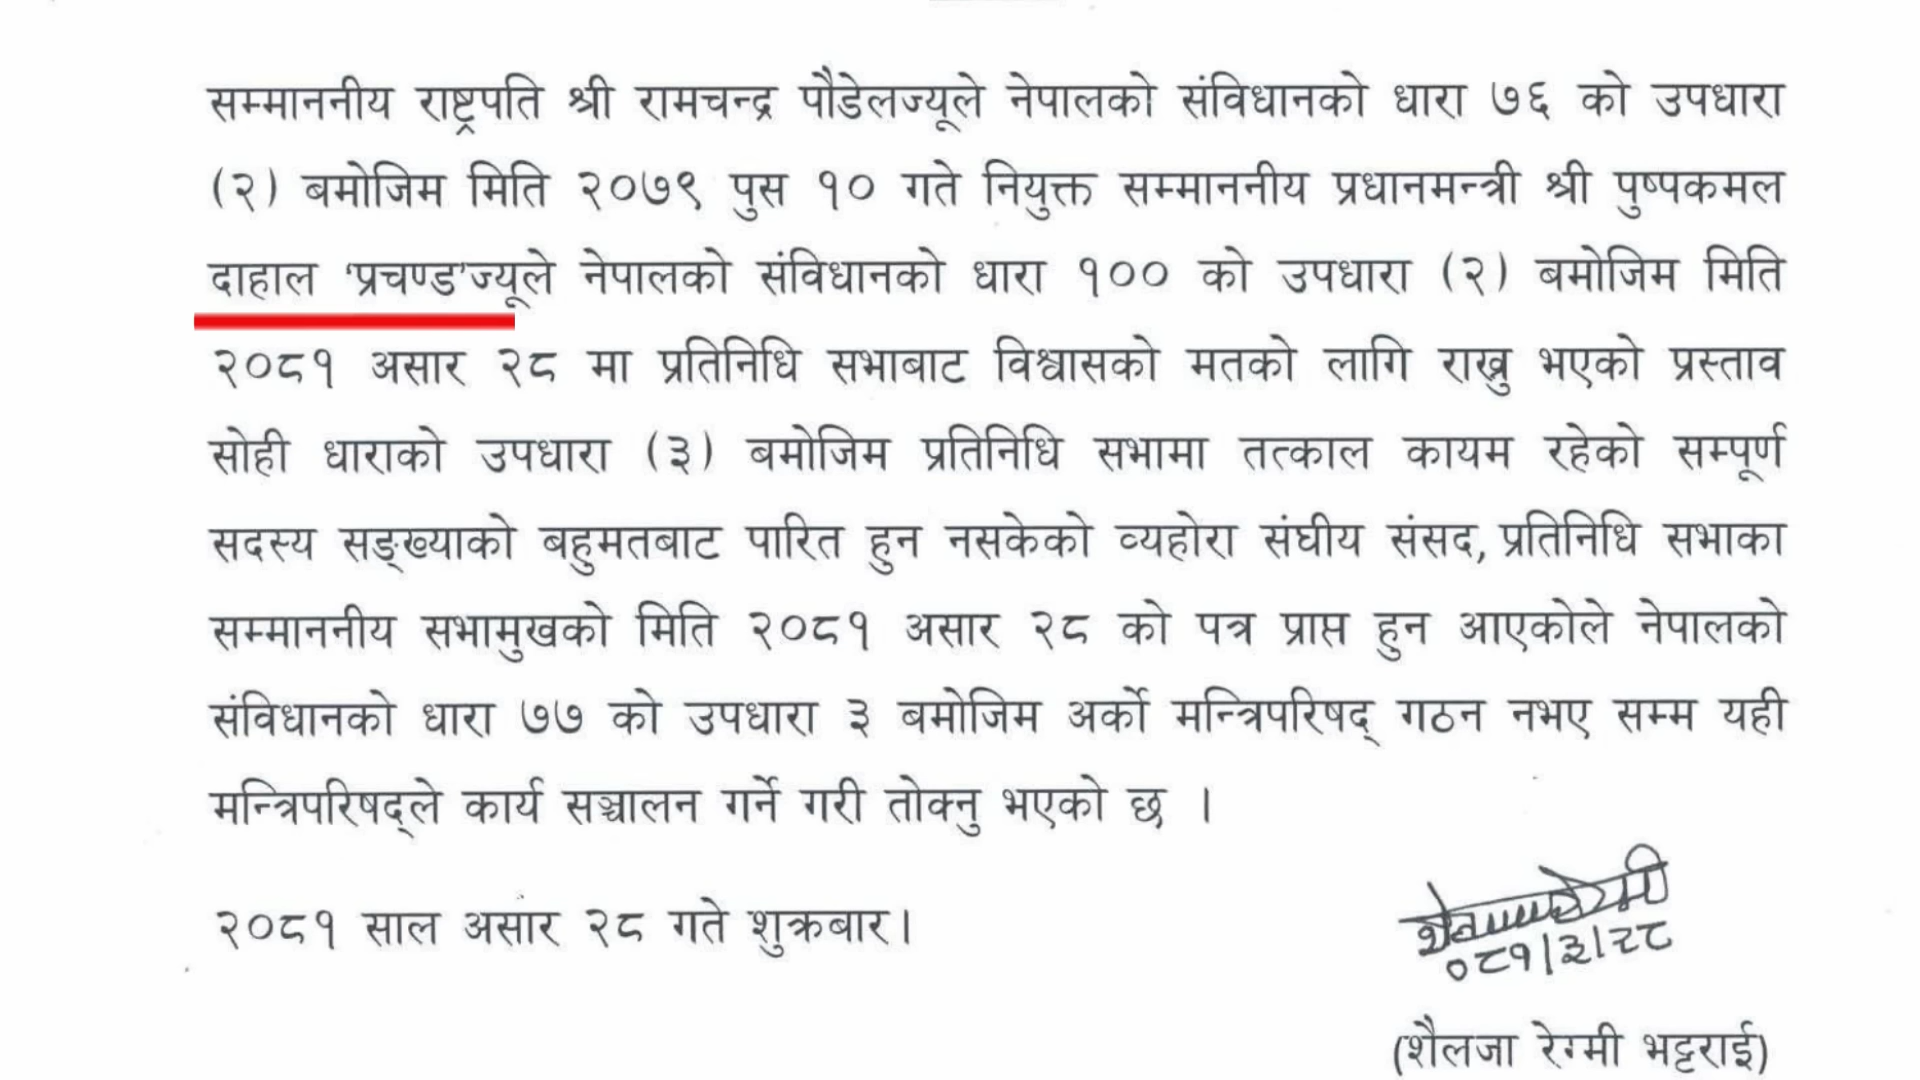 सम्माननीय राष्ट्रपति श्री रामचन्द्र पौडेलज्यूले नेपालको संविधानको धारा ७६ को उपधारा
(२) बमोजिम मिति २०७९ पुस १० गते नियुक्त सम्माननीय प्रधानमन्त्री श्री पुष्पकमल
दाहाल 'प्रचण्ड'ज्यूले नेपालको संविधानको धारा १०० को उपधारा (२) बमोजिम मिति
२०८१ असार २८ मा प्रतिनिधि सभाबाट विश्वासको मतको लागि राख्नु भएको प्रस्ताव
सोही धाराको उपधारा (३) बमोजिम प्रतिनिधि सभामा तत्काल कायम रहेको सम्पूर्ण
सदस्य सङ्ख्याको बहुमतबाट पारित हुन नसकेको व्यहोरा संघीय संसद, प्रतिनिधि सभाका
सम्माननीय सभामुखको मिति २०८१ असार २८ को पत्र प्राप्त हुन आएकोले नेपालको
संविधानको धारा ७७ को उपधारा ३ बमोजिम अर्को मन्त्रिपरिषद् गठन नभए सम्म यही
मन्त्रिपरिषद्ले कार्य सञ्चालन गर्ने गरी तोक्नु भएको छ ।
२०८१ साल असार २८ गते शुक्रबार।
०८१/३/२८
(शैलजा रेग्मी भट्टराई)